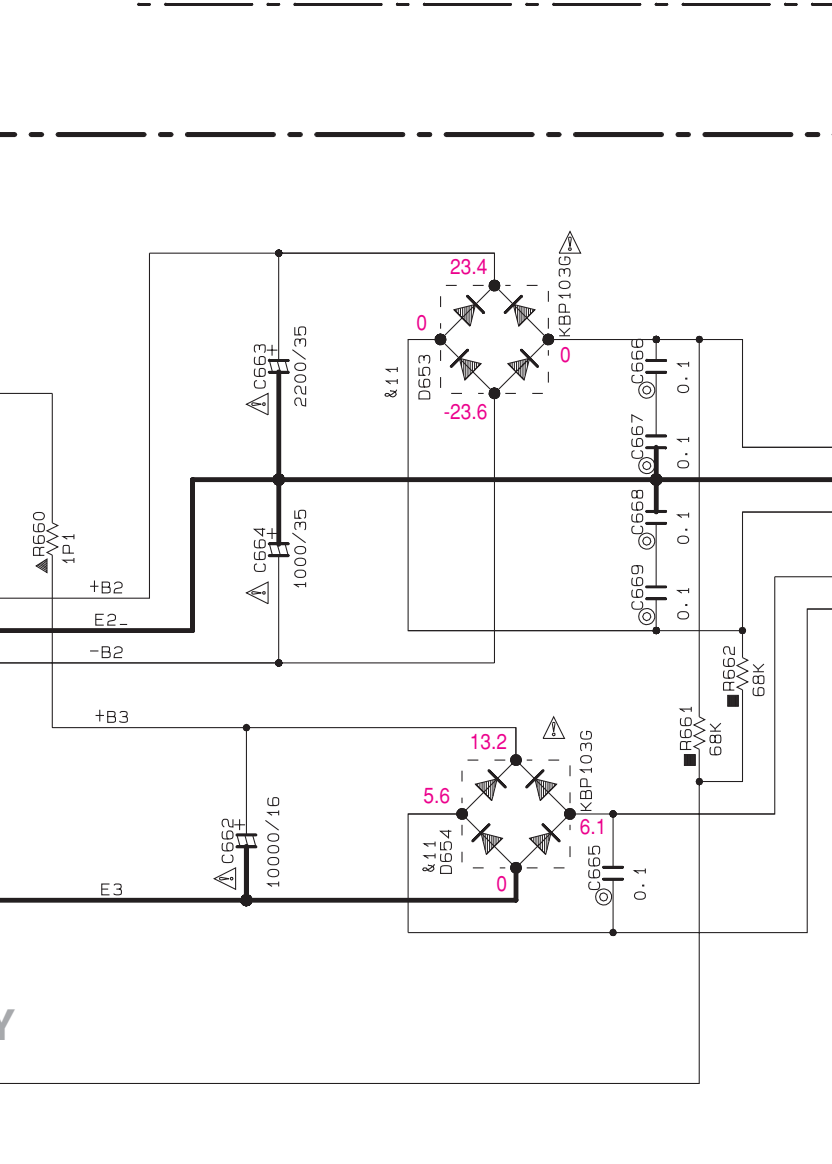 23.4
0
0
-23.6
KBP103G
&11
D653
+
C663
2200/35
C666
0.1
C667
0.1
C668
0.1
C669
0.1
R660
1P1
+
C664
1000/35
+B2
E2_
-B2
R662
68K
R661
68K
+B3
13.2
KBP103G
5.6
6.1
&11
D654
0
+
C662
10000/16
C665
0.1
E3
Y